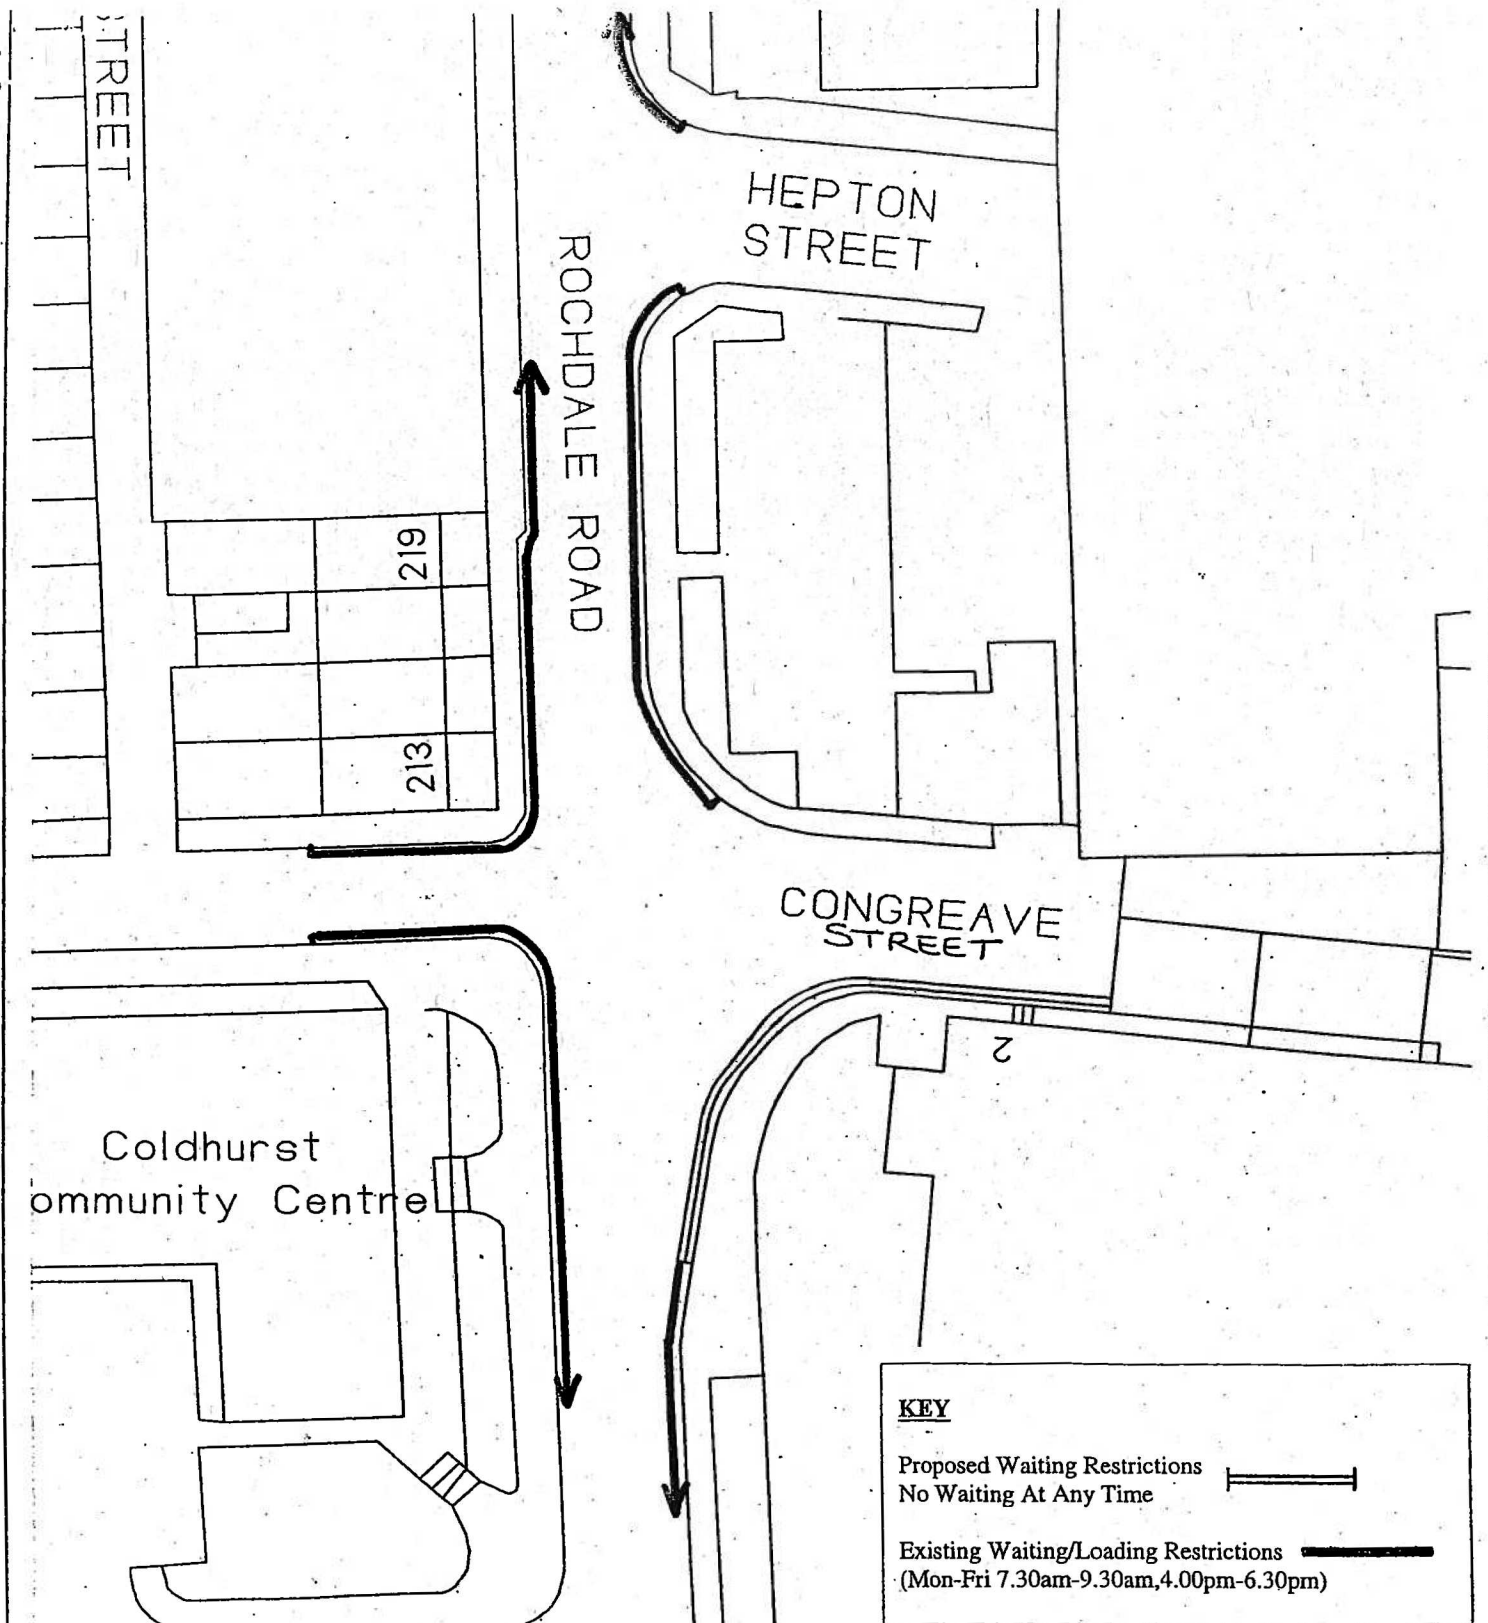 STREET
HEPTON
STREET
ROCHDALE ROAD
219
213
CONGREAVE
STREET
2
Coldhurst
ommunity Centre
KEY
Proposed Waiting Restrictions
No Waiting At Any Time
Existing Waiting/Loading Restrictions
(Mon-Fri 7.30am-9.30am,4.00pm-6.30pm)